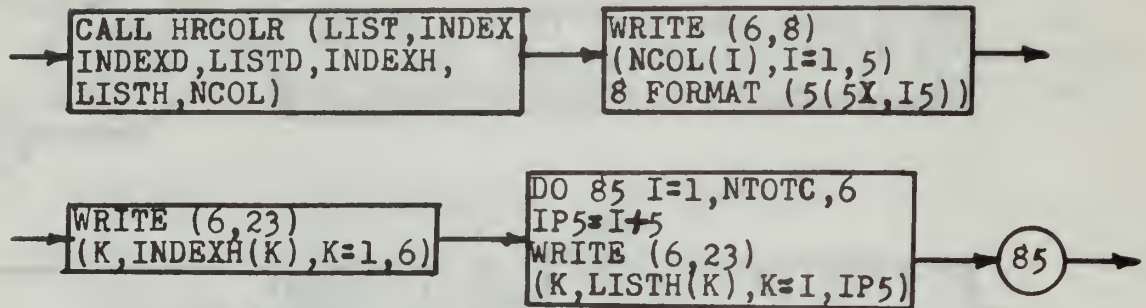 CALL HRCOLR (LIST,INDEX
INDEXD,LISTD,INDEXH,
LISTH,NCOL)
WRITE (6,8)
(NCOL(I),I=1,5)
8 FORMAT (5(5X,I5))
WRITE (6,23)
(K,INDEXH(K),K=1,6)
DO 85 I=1,NTOTC,6
IP5=I+5
WRITE (6,23)
(K,LISTH(K),K=I,IP5)
85